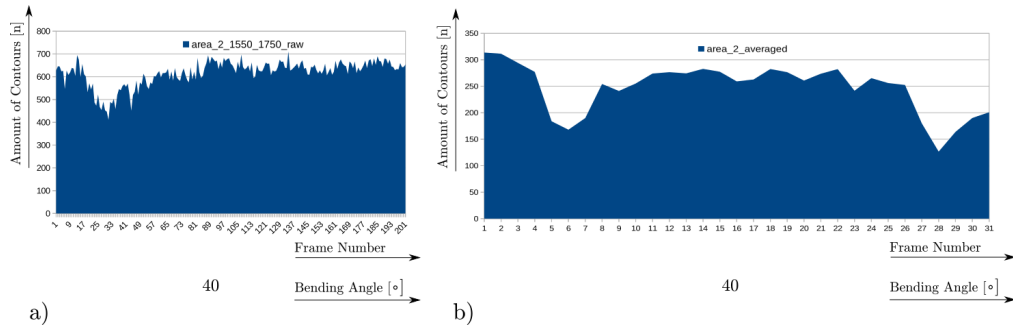 Amount of Contours [n]
area_2_1550_1750_raw
800
700
600
500
400
300
200
100
0
1 9 17 25 33 41 49 57 65 73 81 89 97 105 113 121 129 137 145 153 161 169 177 185 193 201
Frame Number
40
Bending Angle [∘]
a)
Amount of Contours [n]
area_2_averaged
350
300
250
200
150
100
50
0
1 2 3 4 5 6 7 8 9 10 11 12 13 14 15 16 17 18 19 20 21 22 23 24 25 26 27 28 29 30 31
Frame Number
40
Bending Angle [∘]
b)